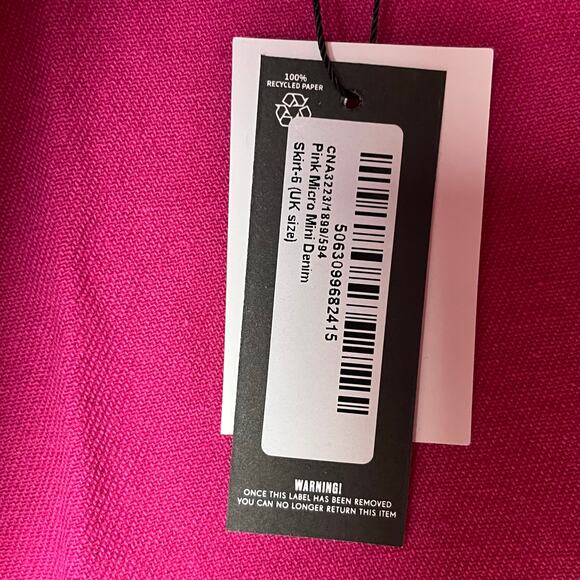 100%
RECYCLED PAPER
5063099682415
CNA3223/1899/594
Pink Micro Mini Denim
Skirt-6 (UK size)
WARNING!
ONCE THIS LABEL HAS BEEN REMOVED
YOU CAN NO LONGER RETURN THIS ITEM